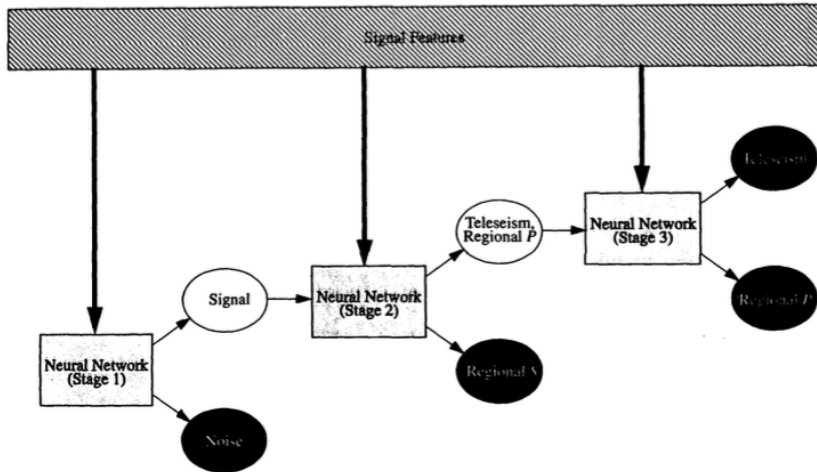 Signal Features
Teleseism
Teleseism,
Regional P
Neural Network
(Stage 3)
Signal
Neural Network
(Stage 2)
Regional P
Neural Network
(Stage 1)
Regional S
Noise